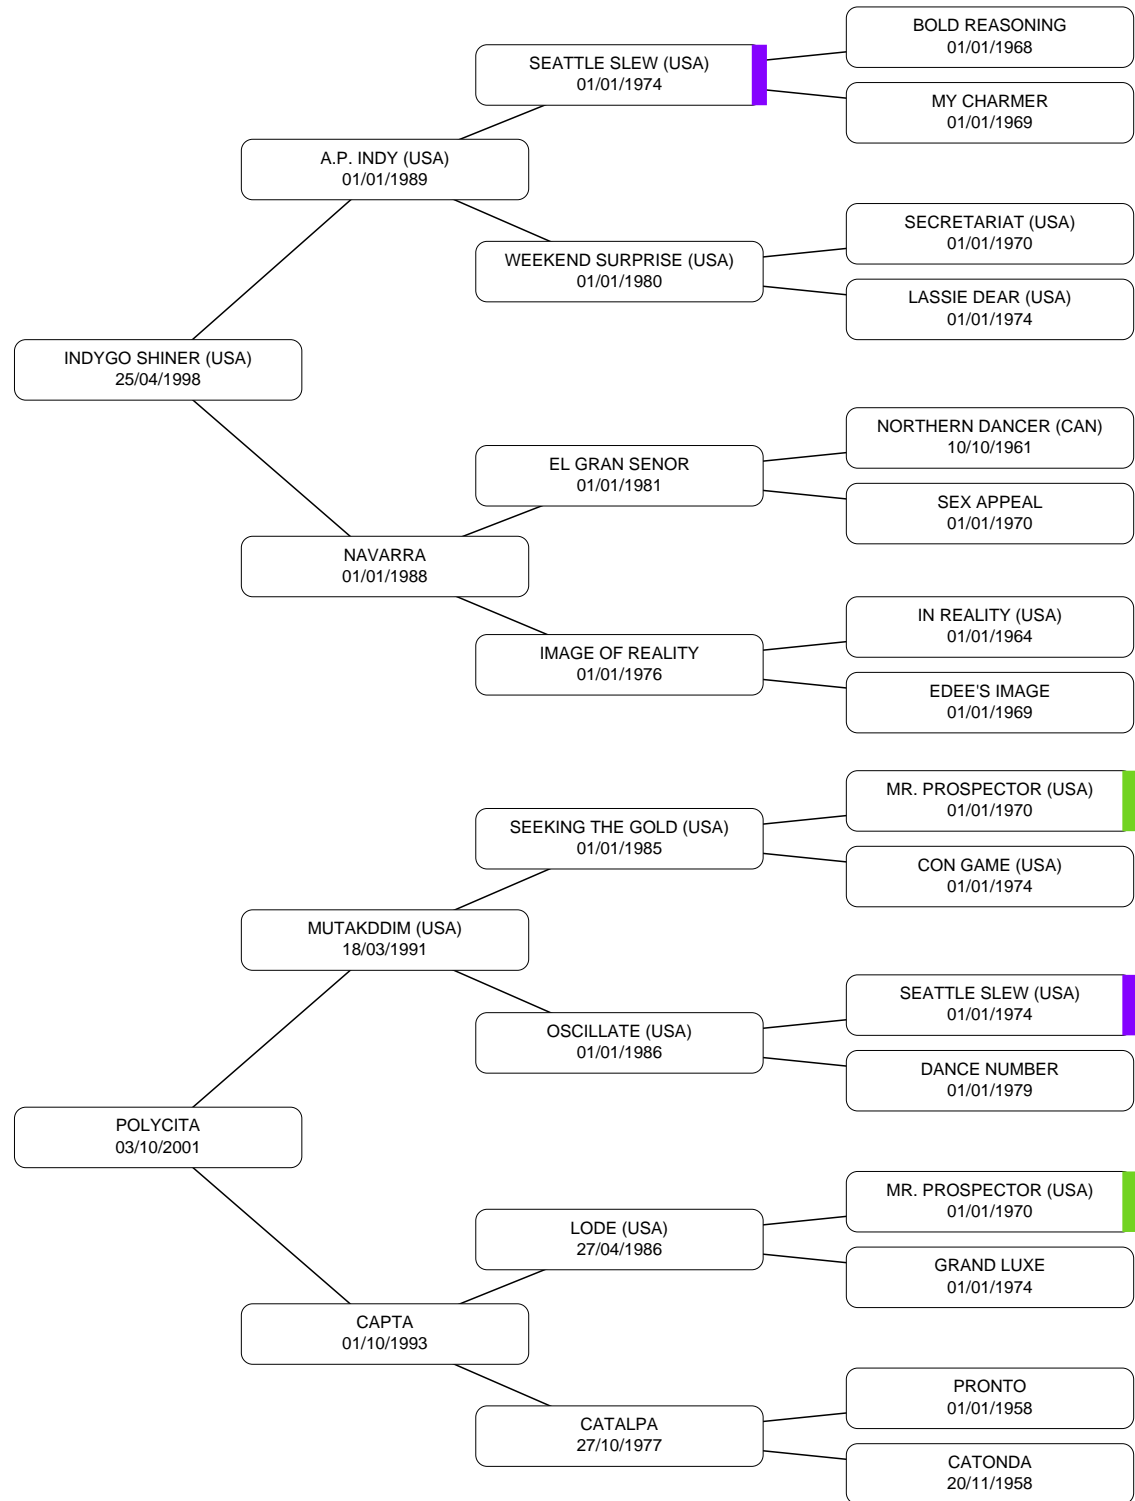 BOLD REASONING
01/01/1968
SEATTLE SLEW (USA)
01/01/1974
MY CHARMER
01/01/1969
A.P. INDY (USA)
01/01/1989
SECRETARIAT (USA)
01/01/1970
WEEKEND SURPRISE (USA)
01/01/1980
LASSIE DEAR (USA)
01/01/1974
INDYGO SHINER (USA)
25/04/1998
NORTHERN DANCER (CAN)
10/10/1961
EL GRAN SENOR
01/01/1981
SEX APPEAL
01/01/1970
NAVARRA
01/01/1988
IN REALITY (USA)
01/01/1964
IMAGE OF REALITY
01/01/1976
EDEE'S IMAGE
01/01/1969
MR. PROSPECTOR (USA)
01/01/1970
SEEKING THE GOLD (USA)
01/01/1985
CON GAME (USA)
01/01/1974
MUTAKDDIM (USA)
18/03/1991
SEATTLE SLEW (USA)
01/01/1974
OSCILLATE (USA)
01/01/1986
DANCE NUMBER
01/01/1979
POLYCITA
03/10/2001
MR. PROSPECTOR (USA)
01/01/1970
LODE (USA)
27/04/1986
GRAND LUXE
01/01/1974
CAPTA
01/10/1993
PRONTO
01/01/1958
CATALPA
27/10/1977
CATONDA
20/11/1958